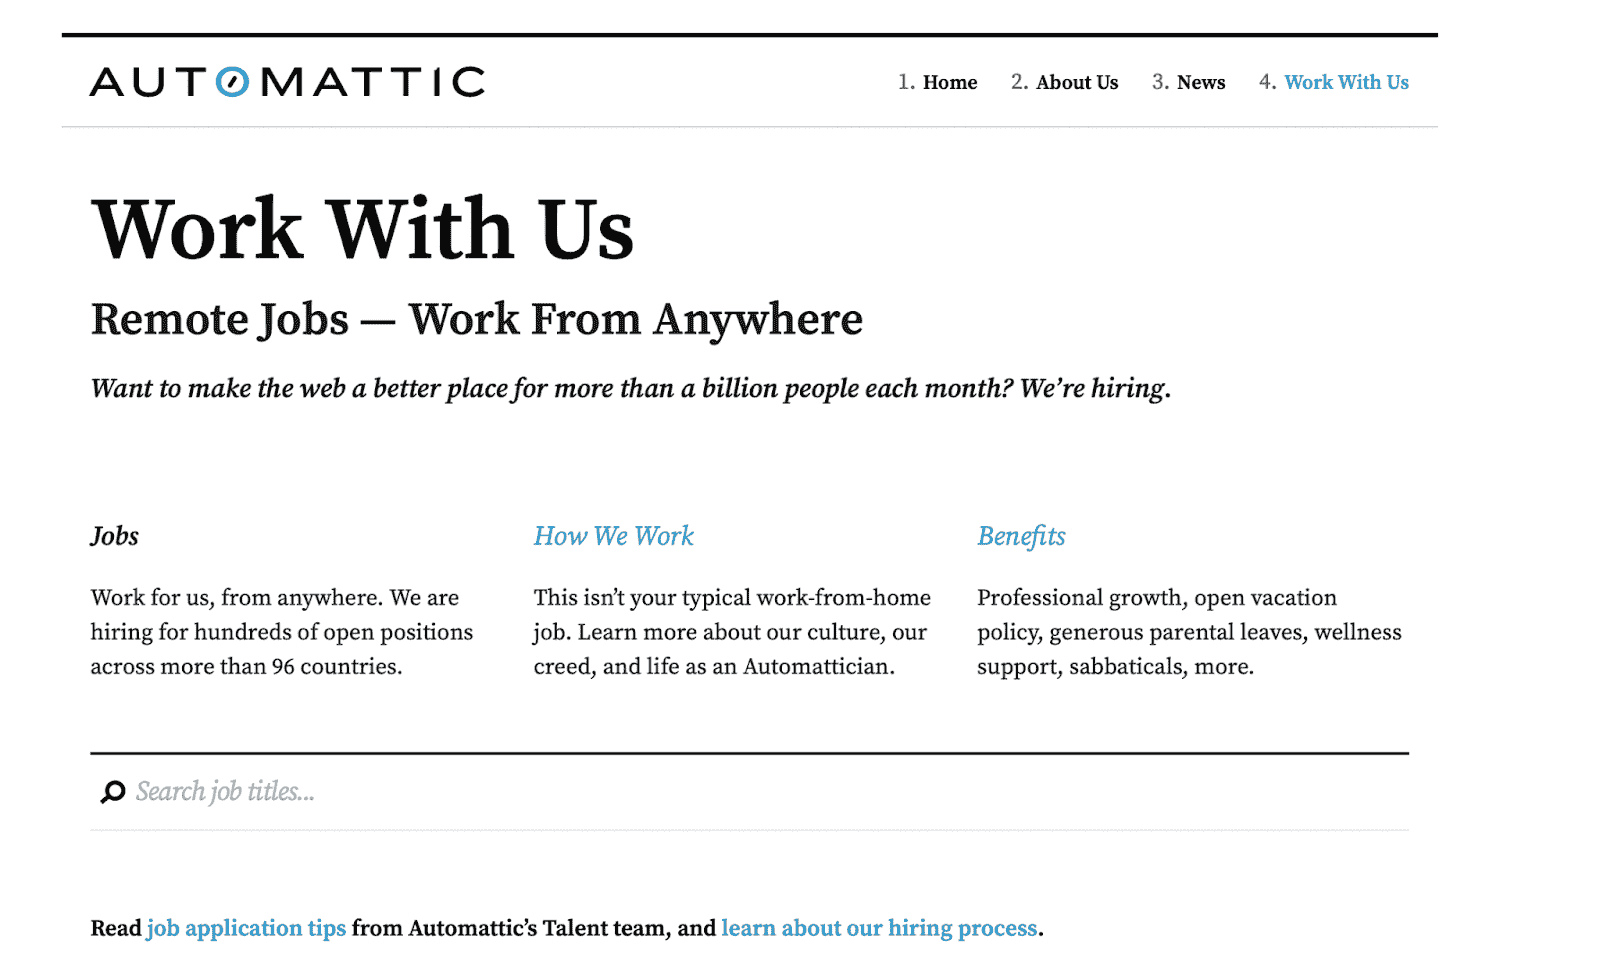 AUTOMATTIC
1. Home 2. About Us 3. News 4. Work With Us
Work With Us
Remote Jobs — Work From Anywhere
Want to make the web a better place for more than a billion people each month? We’re hiring.
Jobs
Work for us, from anywhere. We are
hiring for hundreds of open positions
across more than 96 countries.
How We Work
This isn’t your typical work-from-home
job. Learn more about our culture, our
creed, and life as an Automattician.
Benefits
Professional growth, open vacation
policy, generous parental leaves, wellness
support, sabbaticals, more.
Search job titles...
Read job application tips from Automattic’s Talent team, and learn about our hiring process.